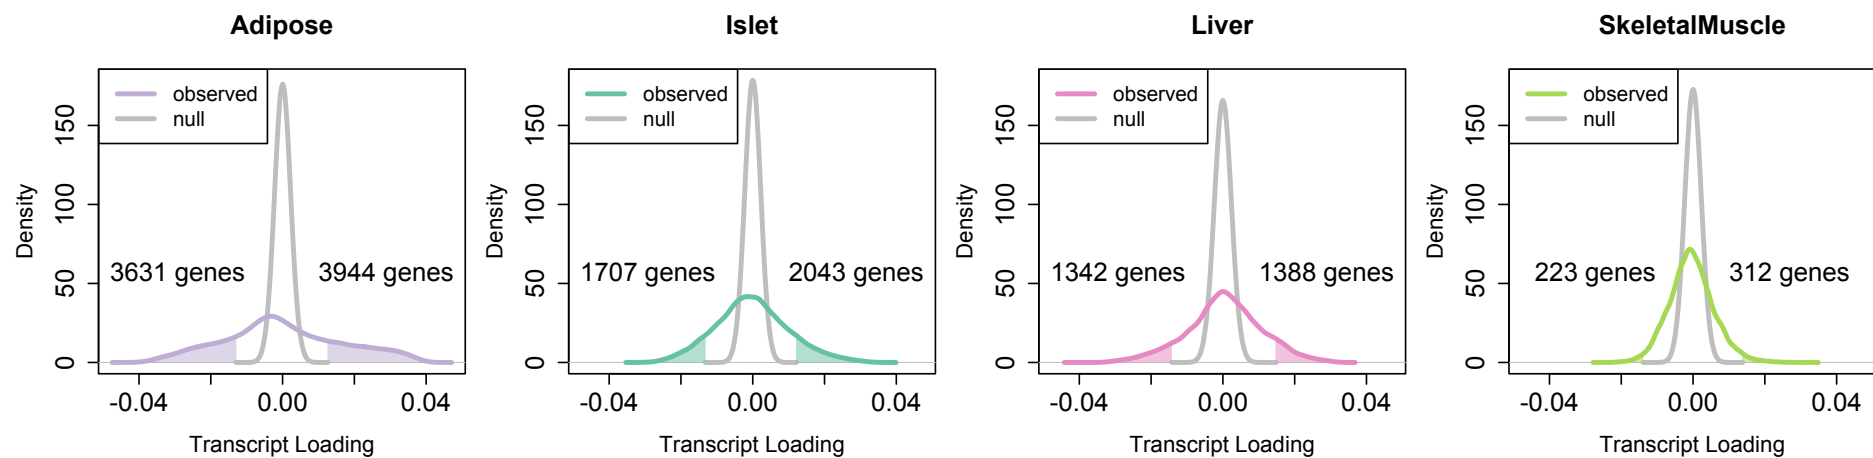 Adipose
observed
null
3631 genes
3944 genes
Density
0
50
100
150
-0.04
0.00
0.04
Transcript Loading
Islet
observed
null
1707 genes
2043 genes
Density
0
50
100
150
-0.04
0.00
0.04
Transcript Loading
Liver
observed
null
1342 genes
1388 genes
Density
0
50
100
150
-0.04
0.00
0.04
Transcript Loading
SkeletalMuscle
observed
null
223 genes
312 genes
Density
0
50
100
150
-0.04
0.00
0.04
Transcript Loading